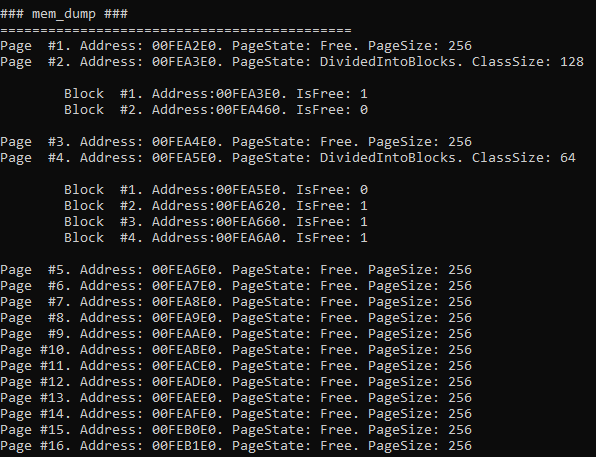 ### mem_dump ###
============================================
Page  #1. Address: 00FEA2E0. PageState: Free. PageSize: 256
Page  #2. Address: 00FEA3E0. PageState: DividedIntoBlocks. ClassSize: 128
Block  #1. Address:00FEA3E0. IsFree: 1
Block  #2. Address:00FEA460. IsFree: 0
Page  #3. Address: 00FEA4E0. PageState: Free. PageSize: 256
Page  #4. Address: 00FEA5E0. PageState: DividedIntoBlocks. ClassSize: 64
Block  #1. Address:00FEA5E0. IsFree: 0
Block  #2. Address:00FEA620. IsFree: 1
Block  #3. Address:00FEA660. IsFree: 1
Block  #4. Address:00FEA6A0. IsFree: 1
Page  #5. Address: 00FEA6E0. PageState: Free. PageSize: 256
Page  #6. Address: 00FEA7E0. PageState: Free. PageSize: 256
Page  #7. Address: 00FEA8E0. PageState: Free. PageSize: 256
Page  #8. Address: 00FEA9E0. PageState: Free. PageSize: 256
Page  #9. Address: 00FEAAE0. PageState: Free. PageSize: 256
Page #10. Address: 00FEABE0. PageState: Free. PageSize: 256
Page #11. Address: 00FEACE0. PageState: Free. PageSize: 256
Page #12. Address: 00FEADE0. PageState: Free. PageSize: 256
Page #13. Address: 00FEAEE0. PageState: Free. PageSize: 256
Page #14. Address: 00FEAFE0. PageState: Free. PageSize: 256
Page #15. Address: 00FEB0E0. PageState: Free. PageSize: 256
Page #16. Address: 00FEB1E0. PageState: Free. PageSize: 256